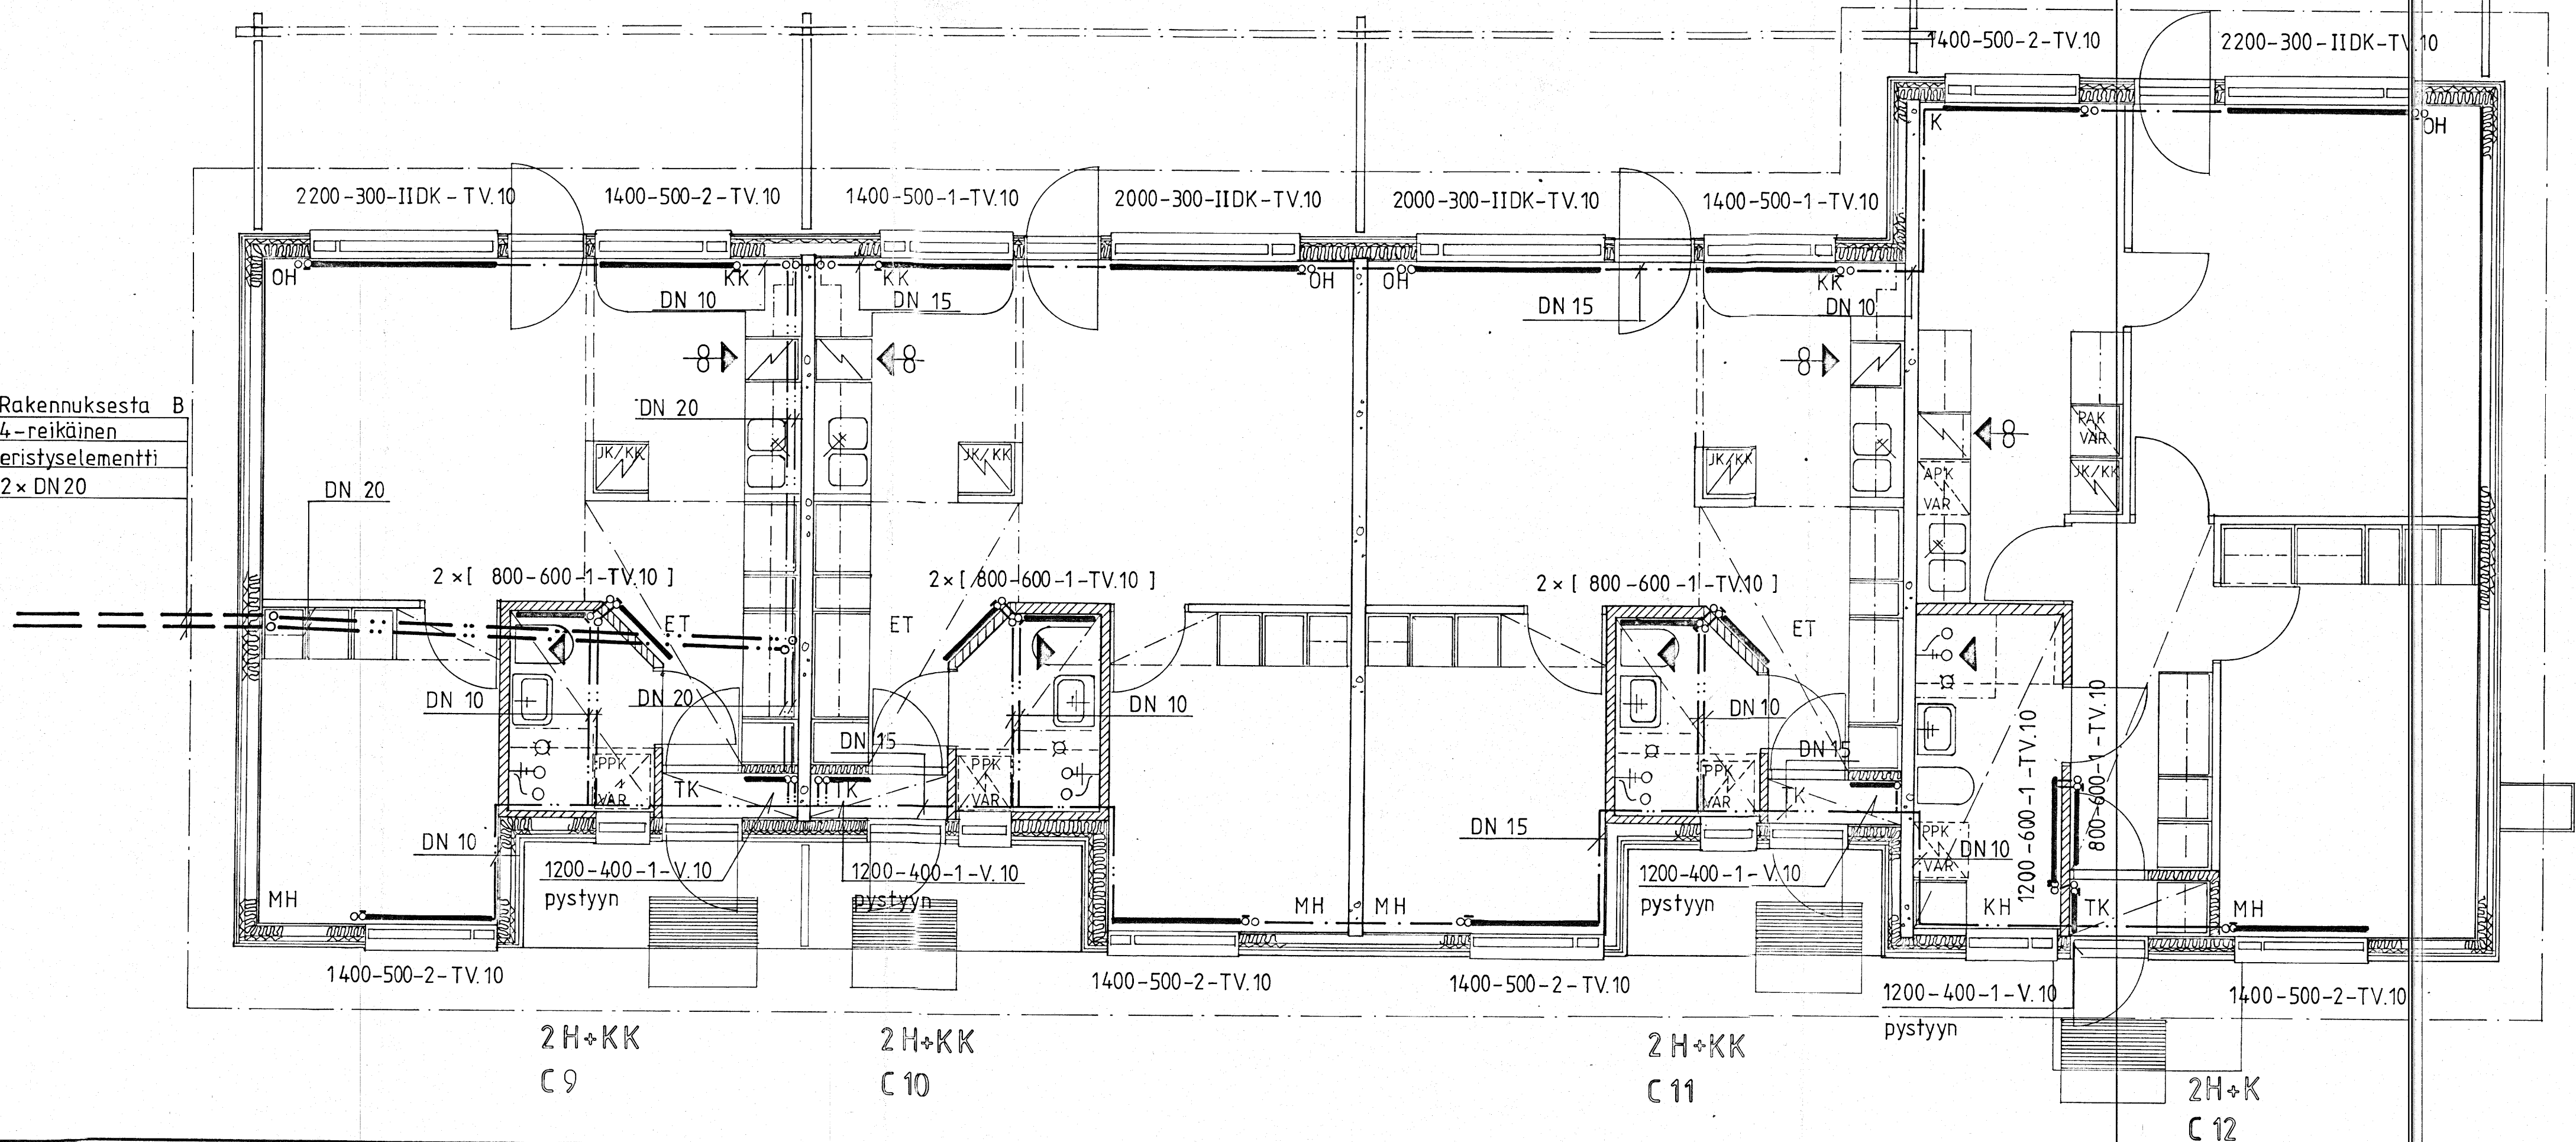 1400-500-2-TV.10
2200-300-IIDK-TV.10
K
OH
2200-300-IIDK-TV.10
1400-500-2-TV.10
1400-500-1-TV.10
2000-300-IIDK-TV.10
2000-300-IIDK-TV.10
1400-500-1-TV.10
OH
KK
KK
OH
OH
KK
DN 10
DN 15
DN 15
DN 10
8
8
8
8
Rakennuksesta B
4-reikäinen
eristyselementti
2×DN20
DN 20
DN 20
JK/KK
JK/KK
JK/KK
PAK
VAR
JK/KK
APK
VAR
2×[ 800-600-1-TV.10 ]
2×[ 800-600-1-TV.10 ]
2×[ 800-600-1-TV.10 ]
ET
ET
ET
DN 10
DN 20
DN 10
DN 10
DN 15
DN 15
PPK
VAR
TK
TK
PPK
VAR
PPK
VAR
TK
PPK
VAR
DN 10
1200-600-1-TV.10
800-600-1-TV.10
DN 10
DN 15
1200-400-1-V.10
pystyyn
1200-400-1-V.10
pystyyn
1200-400-1-V.10
pystyyn
MH
MH
MH
KH
TK
MH
1400-500-2-TV.10
1400-500-2-TV.10
1400-500-2-TV.10
1200-400-1-V.10
pystyyn
1400-500-2-TV.10
2H+KK
C9
2H+KK
C10
2H+KK
C11
2H+K
C12